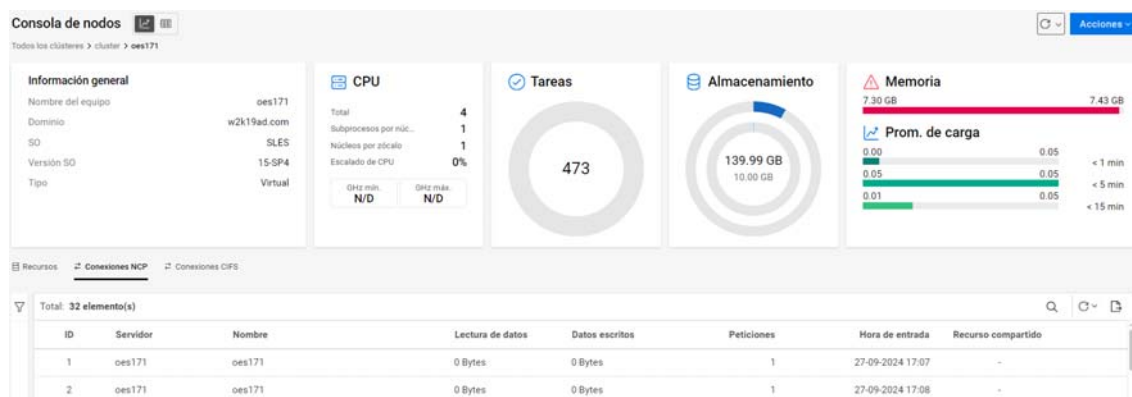 Consola de nodos
Acciones
Todos los clústeres > cluster > oes171
Información general
Nombre del equipo oes171
Dominio w2k19ad.com
SO SLES
Versión SO 15-SP4
Tipo Virtual
CPU
Total 4
Subprocesos por núc... 1
Núcleos por zócalo 1
Escalado de CPU 0%
GHz mín. GHz máx.
N/D N/D
Tareas
473
Almacenamiento
139.99 GB
10.00 GB
Memoria
7.30 GB 7.43 GB
Prom. de carga
0.00 0.05
< 1 min
0.05 0.05
< 5 min
0.01 0.05
< 15 min
Recursos Conexiones NCP Conexiones CIFS
Total: 32 elemento(s)
ID Servidor Nombre Lectura de datos Datos escritos Peticiones Hora de entrada Recurso compartido
1 oes171 oes171 0 Bytes 0 Bytes 1 27-09-2024 17:07 -
2 oes171 oes171 0 Bytes 0 Bytes 1 27-09-2024 17:08 -